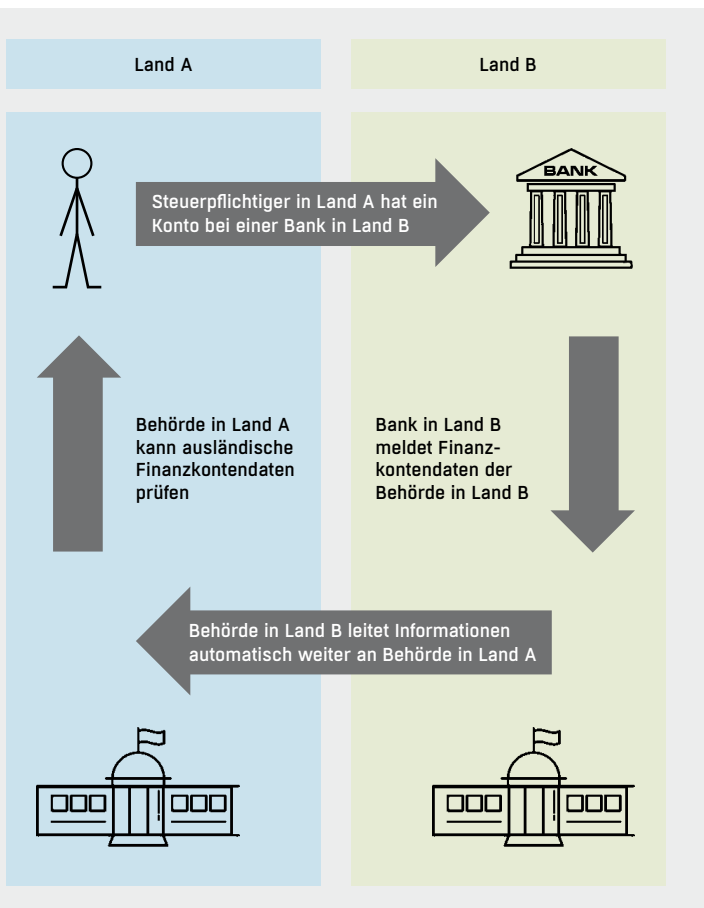 Land A
Land B
BANK
Steuerpflichtiger in Land A hat ein
Konto bei einer Bank in Land B
Behörde in Land A
kann ausländische
Finanzkontendaten
prüfen
Bank in Land B
meldet Finanz-
kontendaten der
Behörde in Land B
Behörde in Land B leitet Informationen
automatisch weiter an Behörde in Land A